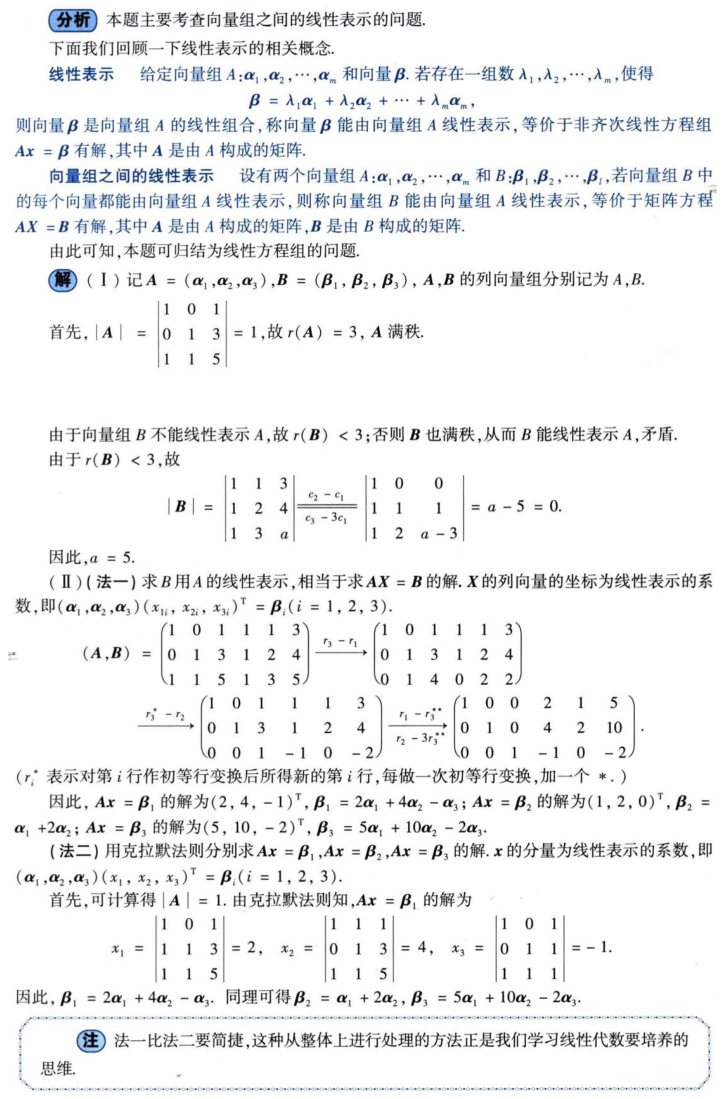 分析 本题主要考查向量组之间的线性表示的问题.
下面我们回顾一下线性表示的相关概念.
线性表示 给定向量组 A:α₁,α₂,⋯,αₘ 和向量 β. 若存在一组数 λ₁,λ₂,⋯,λₘ,使得
β = λ₁α₁ + λ₂α₂ + ⋯ + λₘαₘ,
则向量 β 是向量组 A 的线性组合,称向量 β 能由向量组 A 线性表示,等价于非齐次线性方程组
Ax = β 有解,其中 A 是由 A 构成的矩阵.
向量组之间的线性表示 设有两个向量组 A:α₁,α₂,⋯,αₘ 和 B:β₁,β₂,⋯,βₗ,若向量组 B 中
的每个向量都能由向量组 A 线性表示,则称向量组 B 能由向量组 A 线性表示,等价于矩阵方程
AX = B 有解,其中 A 是由 A 构成的矩阵,B 是由 B 构成的矩阵.
由此可知,本题可归结为线性方程组的问题.
解 (Ⅰ) 记 A = (α₁,α₂,α₃),B = (β₁, β₂, β₃), A,B 的列向量组分别记为 A,B.
首先, |A| = |1 0 1; 0 1 3; 1 1 5| = 1,故 r(A) = 3, A 满秩.
由于向量组 B 不能线性表示 A,故 r(B) < 3;否则 B 也满秩,从而 B 能线性表示 A,矛盾.
由于 r(B) < 3,故
|B| = |1 1 3; 1 2 4; 1 3 a| c₂ - c₁ c₃ - 3c₁ |1 0 0; 1 1 1; 1 2 a-3| = a - 5 = 0.
因此,a = 5.
(Ⅱ) (法一) 求 B 用 A 的线性表示,相当于求 AX = B 的解. X 的列向量的坐标为线性表示的系
数,即(α₁,α₂,α₃)(x₁ᵢ, x₂ᵢ, x₃ᵢ)ᵀ = βᵢ(i = 1, 2, 3).
(A,B) = (1 0 1 1 1 3; 0 1 3 1 2 4; 1 1 5 1 3 5) r₃ - r₁ → (1 0 1 1 1 3; 0 1 3 1 2 4; 0 1 4 0 2 2)
r₃* - r₂ → (1 0 1 1 1 3; 0 1 3 1 2 4; 0 0 1 -1 0 -2) r₁ - r₃** r₂ - 3r₃** → (1 0 0 2 1 5; 0 1 0 4 2 10; 0 0 1 -1 0 -2).
(rᵢ* 表示对第 i 行作初等行变换后所得新的第 i 行,每做一次初等行变换,加一个 *.)
因此, Ax = β₁ 的解为(2, 4, -1)ᵀ, β₁ = 2α₁ + 4α₂ - α₃; Ax = β₂ 的解为(1, 2, 0)ᵀ, β₂ =
α₁ +2α₂; Ax = β₃ 的解为(5, 10, -2)ᵀ, β₃ = 5α₁ + 10α₂ - 2α₃.
(法二) 用克拉默法则分别求 Ax = β₁,Ax = β₂,Ax = β₃ 的解. x 的分量为线性表示的系数,即
(α₁,α₂,α₃)(x₁, x₂, x₃)ᵀ = βᵢ(i = 1, 2, 3).
首先,可计算得 |A| = 1. 由克拉默法则知,Ax = β₁ 的解为
x₁ = |1 0 1; 1 1 3; 1 1 5| = 2, x₂ = |1 1 1; 0 1 3; 1 1 5| = 4, x₃ = |1 0 1; 0 1 1; 1 1 1| = -1.
因此, β₁ = 2α₁ + 4α₂ - α₃. 同理可得 β₂ = α₁ + 2α₂, β₃ = 5α₁ + 10α₂ - 2α₃.
注 法一比法二要简捷,这种从整体上进行处理的方法正是我们学习线性代数要培养的
思维.